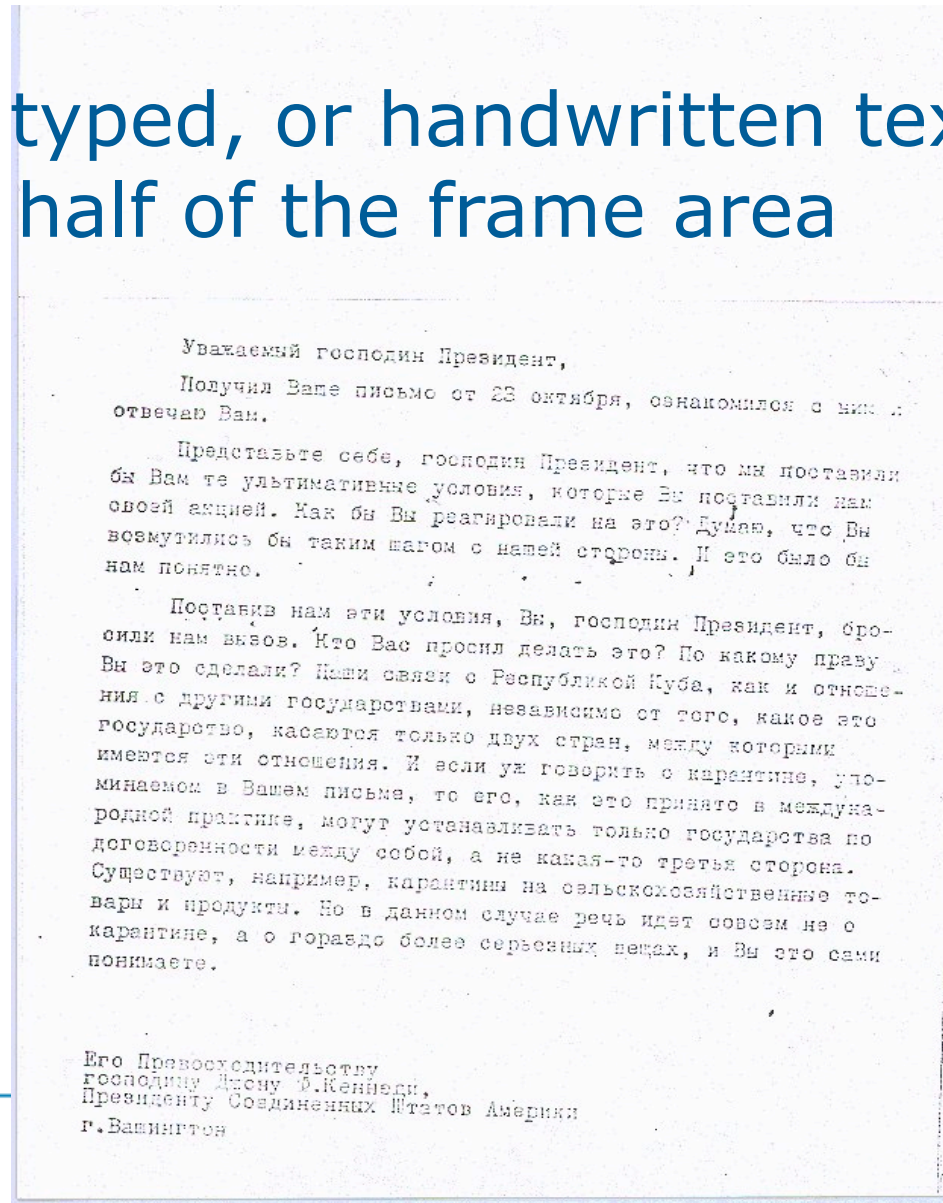 typed, or handwritten tex
half of the frame area
Уважаемый господин Президент,
Получил Ваше письмо от 23 октября, ознакомился с ним и
отвечаю Вам.
Представьте себе, господин Президент, что мы поставили
бы Вам те ультимативные условия, которые Вы поставили нам
своей акцией. Как бы Вы реагировали на это? Думаю, что Вы
возмутились бы таким шагом с нашей стороны. И это было бы
нам понятно.
Поставив нам эти условия, Вы, господин Президент, бро-
сили нам вызов. Кто Вас просил делать это? По какому праву
Вы это сделали? Наши связи с Республикой Куба, как и отноше-
ния с другими государствами, независимо от того, какое это
государство, касаются только двух стран, между которыми
имеются эти отношения. И если уж говорить о карантине, упо-
минаемом в Вашем письме, то его, как это принято в междуна-
родной практике, могут устанавливать только государства по
договоренности между собой, а не какая-то третья сторона.
Существуют, например, карантины на сельскохозяйственные то-
вары и продукты. Но в данном случае речь идет совсем не о
карантине, а о гораздо более серьезных вещах, и Вы это сами
понимаете.
Его Превосходительству
господину Джону Ф.Кеннеди,
Президенту Соединенных Штатов Америки
г.Вашингтон